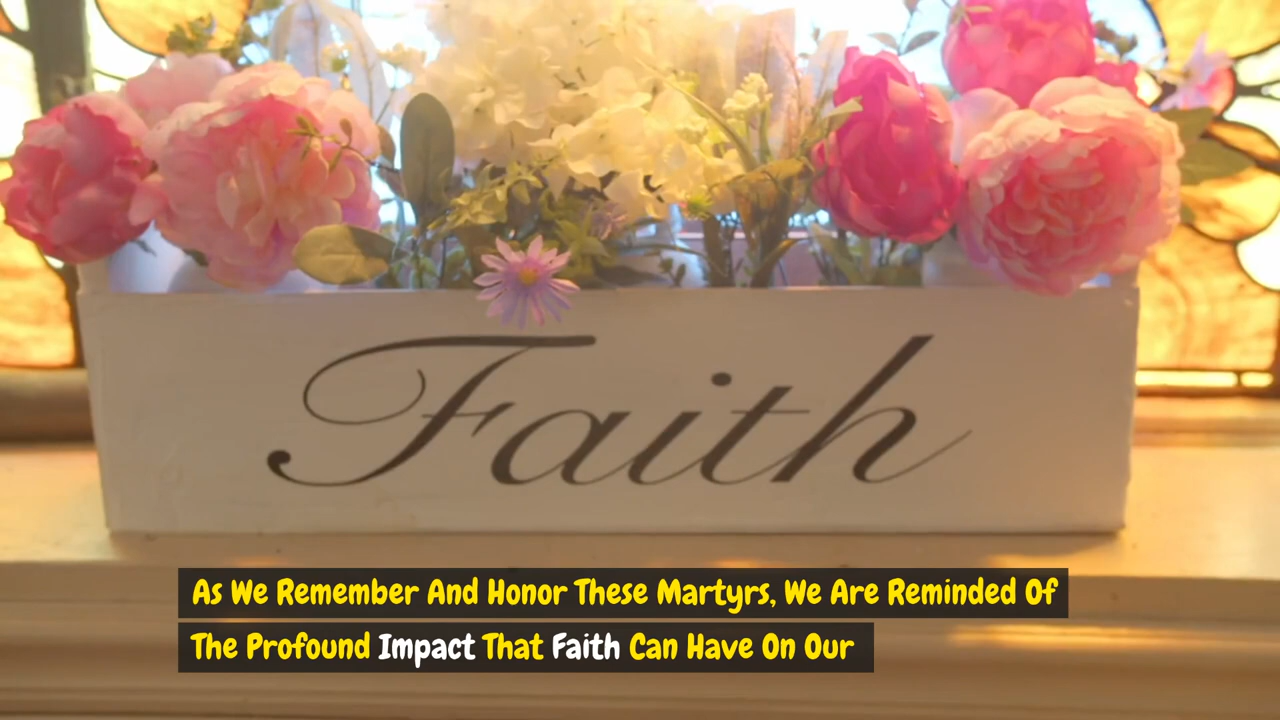 Faith
As We Remember And Honor These Martyrs, We Are Reminded Of
The Profound Impact That Faith Can Have On Our